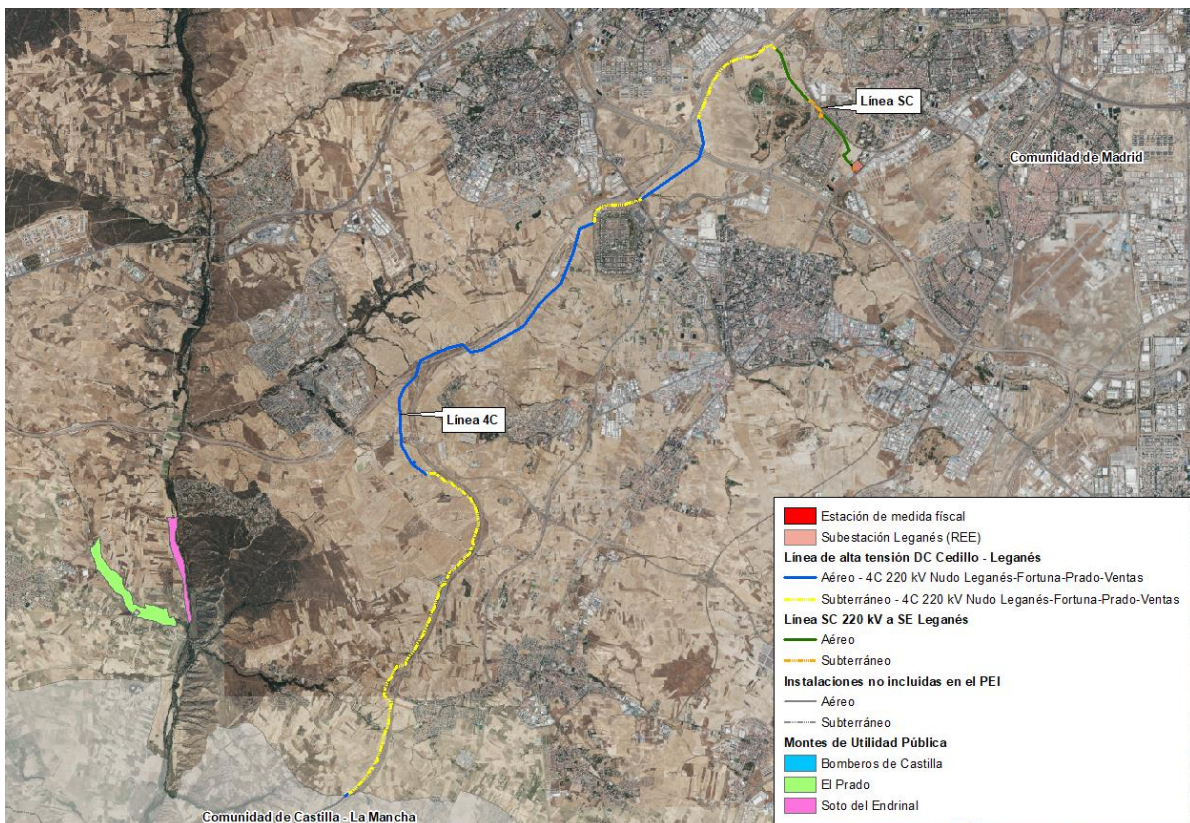 Línea SC
Comunidad de Madrid
Línea 4C
Estación de medida físcal
Subestación Leganés (REE)
Línea de alta tensión DC Cedillo - Leganés
Aéreo - 4C 220 kV Nudo Leganés-Fortuna-Prado-Ventas
Subterráneo - 4C 220 kV Nudo Leganés-Fortuna-Prado-Ventas
Línea SC 220 kV a SE Leganés
Aéreo
Subterráneo
Instalaciones no incluidas en el PEI
Aéreo
Subterráneo
Montes de Utilidad Pública
Bomberos de Castilla
El Prado
Soto del Endrinal
Comunidad de Castilla - La Mancha